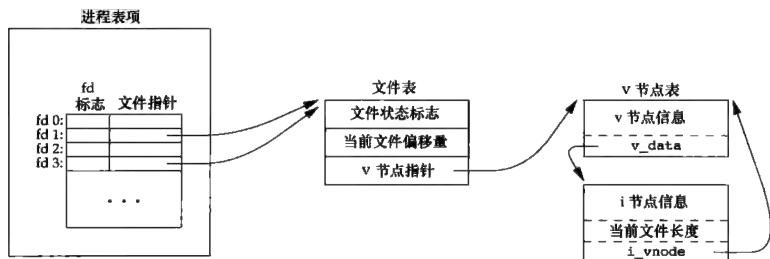 进程表项
fd
标志
文件指针
fd 0:
fd 1:
fd 2:
fd 3:
...
文件表
文件状态标志
当前文件偏移量
v 节点指针
v 节点表
v 节点信息
v_data
i 节点信息
当前文件长度
i_vnode